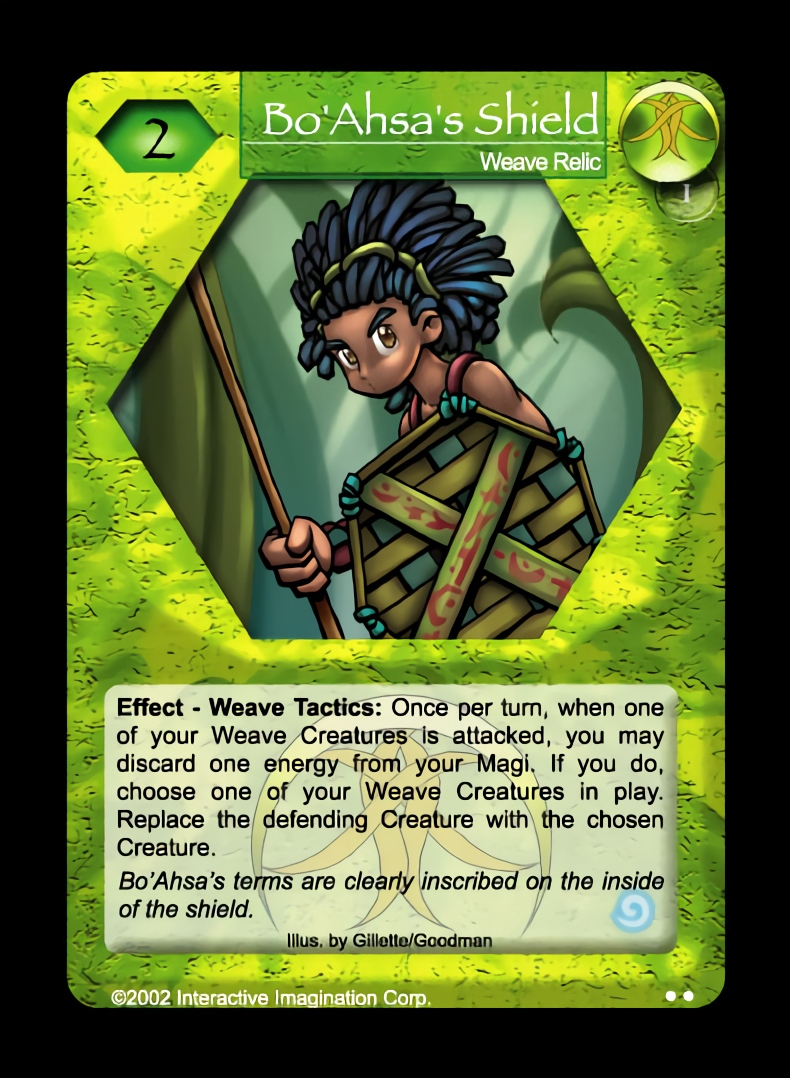 2
Bo'Ahsa's Shield
Weave Relic
I
Effect - Weave Tactics: Once per turn, when one
of your Weave Creatures is attacked, you may
discard one energy from your Magi. If you do,
choose one of your Weave Creatures in play.
Replace the defending Creature with the chosen
Creature.
Bo'Ahsa's terms are clearly inscribed on the inside
of the shield.
Illus. by Gillette/Goodman
©2002 Interactive Imagination Corp.